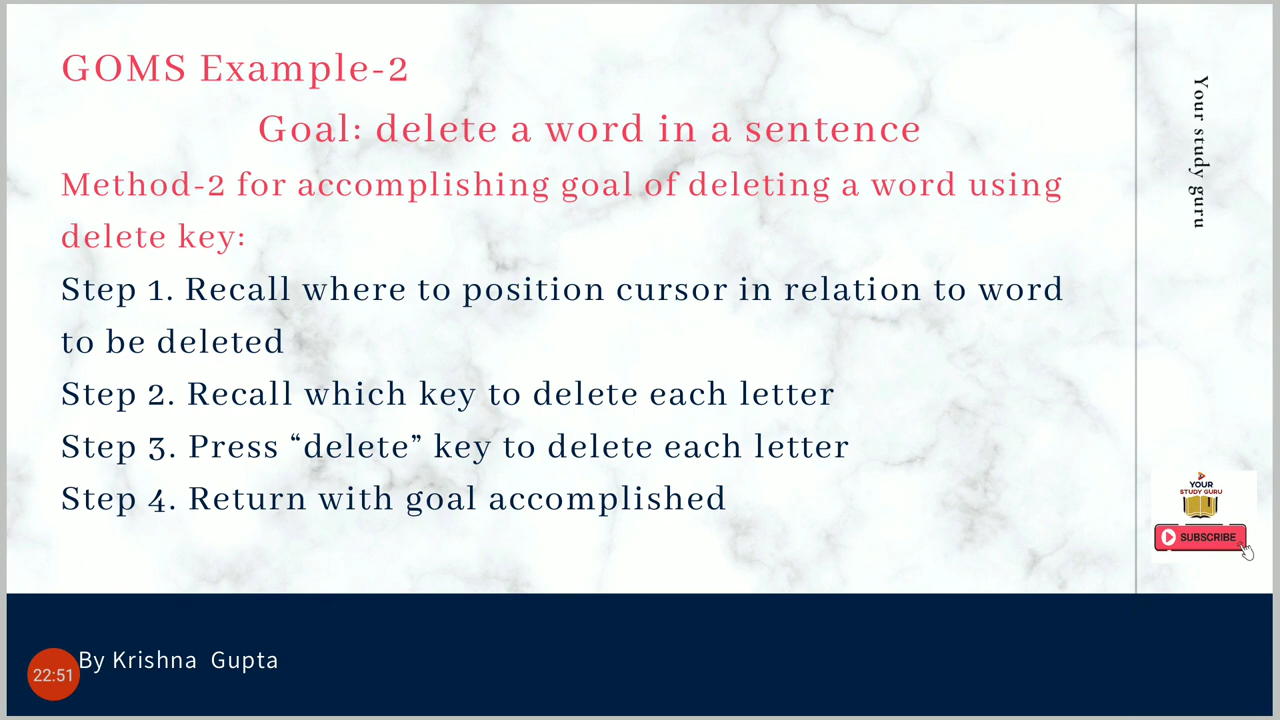 GOMS Example-2
Goal: delete a word in a sentence
Method-2 for accomplishing goal of deleting a word using
delete key:
Step 1. Recall where to position cursor in relation to word
to be deleted
Step 2. Recall which key to delete each letter
Step 3. Press “delete” key to delete each letter
Step 4. Return with goal accomplished
Your study guru
YOUR
STUDY GURU
SUBSCRIBE
By Krishna Gupta
22:51